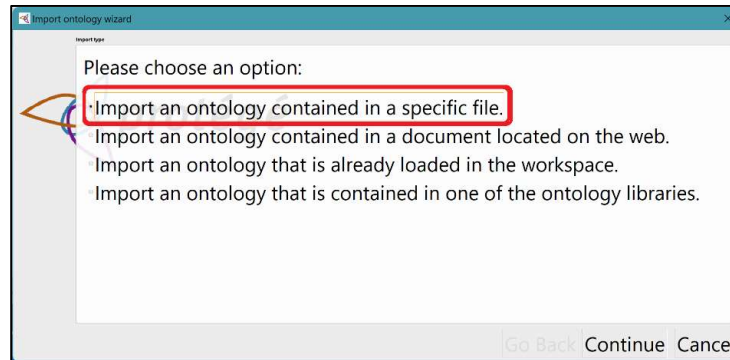 Import ontology wizard
Import type
Please choose an option:
Import an ontology contained in a specific file.
Import an ontology contained in a document located on the web.
Import an ontology that is already loaded in the workspace.
Import an ontology that is contained in one of the ontology libraries.
protégé
Go Back Continue Cance